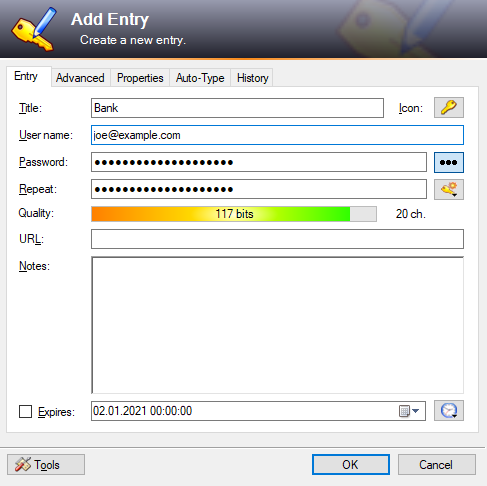 Add Entry
Create a new entry.
Entry Advanced Properties Auto-Type History
Title: Bank Icon:
User name: joe@example.com
Password: ●●●●●●●●●●●●●●●●●●●● ●●●
Repeat: ●●●●●●●●●●●●●●●●●●●●
Quality: 117 bits 20 ch.
URL:
Notes:
Expires: 02.01.2021 00:00:00
Tools OK Cancel